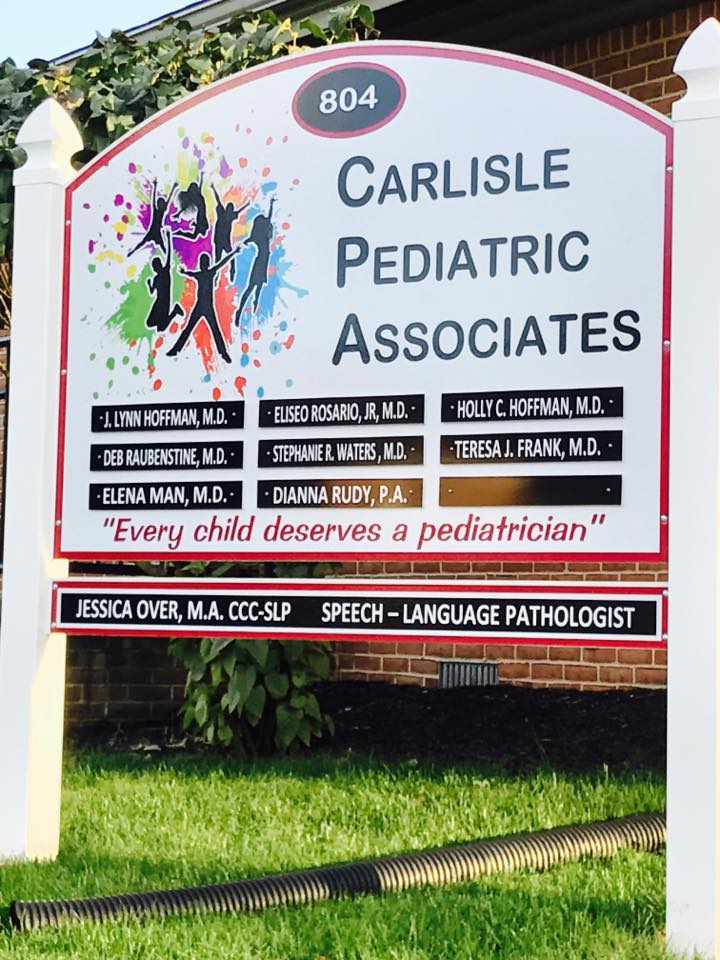 804
CARLISLE
PEDIATRIC
ASSOCIATES
· J. LYNN HOFFMAN, M.D. ·
· ELISEO ROSARIO, JR, M.D. ·
· HOLLY C. HOFFMAN, M.D. ·
· DEB RAUBENSTINE, M.D. ·
· STEPHANIE R. WATERS , M.D. ·
· TERESA J. FRANK, M.D. ·
· ELENA MAN, M.D. ·
· DIANNA RUDY, P.A. ·
"Every child deserves a pediatrician"
JESSICA OVER, M.A. CCC-SLP SPEECH – LANGUAGE PATHOLOGIST